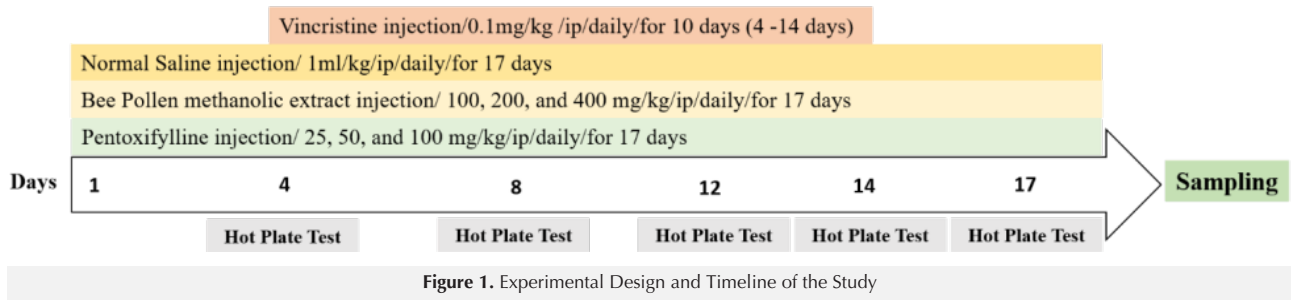 Vincristine injection/0.1mg/kg /ip/daily/for 10 days (4 -14 days)
Normal Saline injection/ 1ml/kg/ip/daily/for 17 days
Bee Pollen methanolic extract injection/ 100, 200, and 400 mg/kg/ip/daily/for 17 days
Pentoxifylline injection/ 25, 50, and 100 mg/kg/ip/daily/for 17 days
Days 1 4 8 12 14 17 Sampling
Hot Plate Test Hot Plate Test Hot Plate Test Hot Plate Test Hot Plate Test
Figure 1. Experimental Design and Timeline of the Study